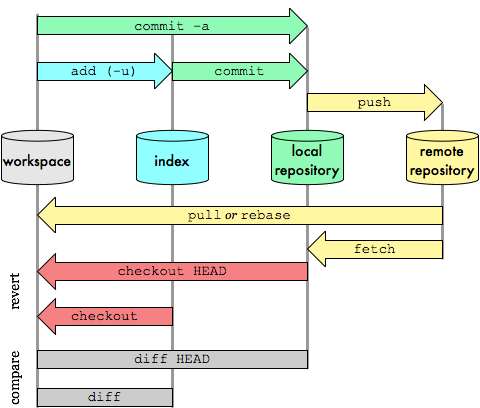 commit -a
add (-u)
commit
push
workspace
index
local
repository
remote
repository
pull or rebase
fetch
revert
checkout HEAD
checkout
compare
diff HEAD
diff